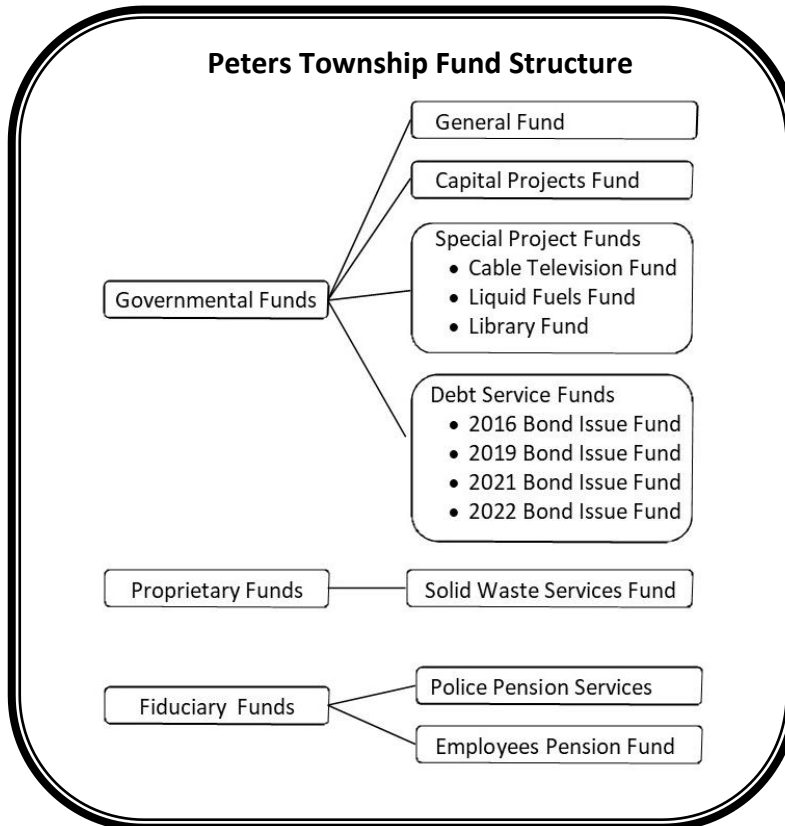 Peters Township Fund Structure
General Fund
Capital Projects Fund
Special Project Funds
• Cable Television Fund
• Liquid Fuels Fund
• Library Fund
Governmental Funds
Debt Service Funds
• 2016 Bond Issue Fund
• 2019 Bond Issue Fund
• 2021 Bond Issue Fund
• 2022 Bond Issue Fund
Proprietary Funds
Solid Waste Services Fund
Fiduciary Funds
Police Pension Services
Employees Pension Fund